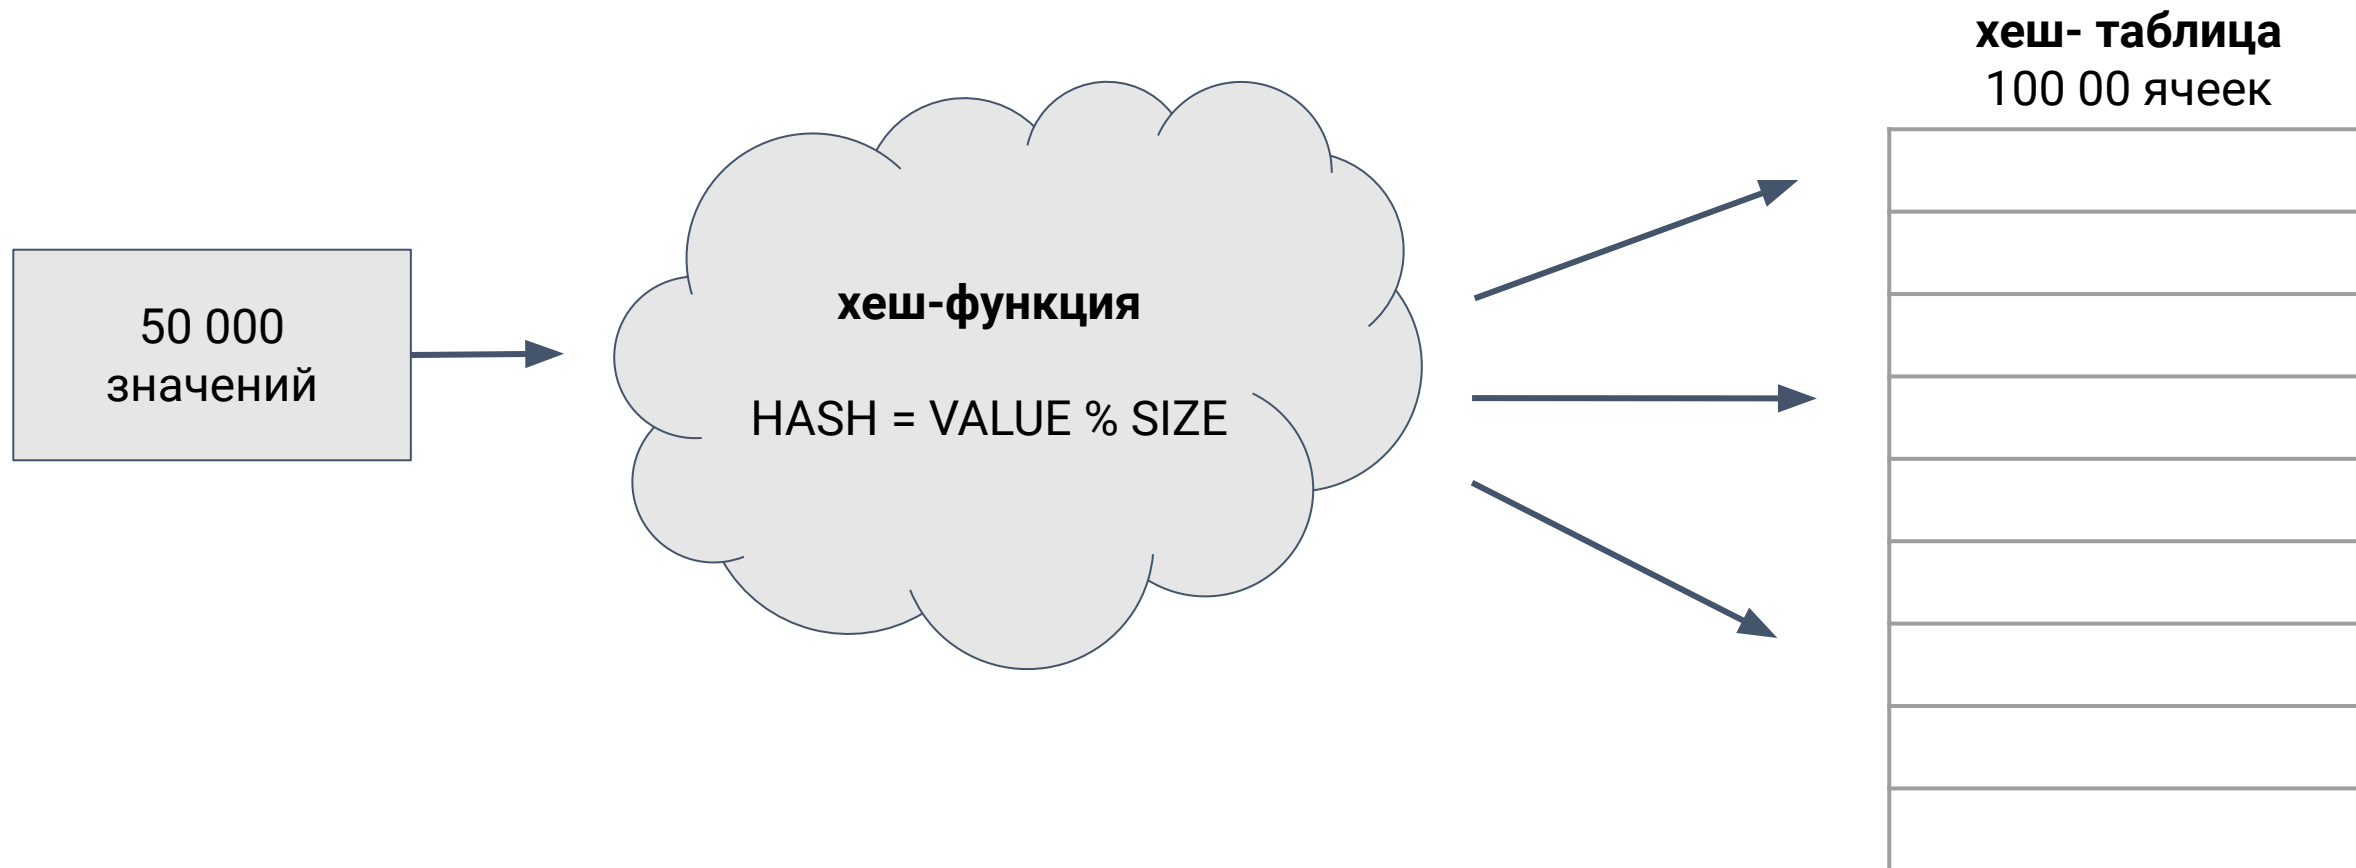 50 000
значений
хеш-функция
HASH = VALUE % SIZE
хеш- таблица
100 00 ячеек